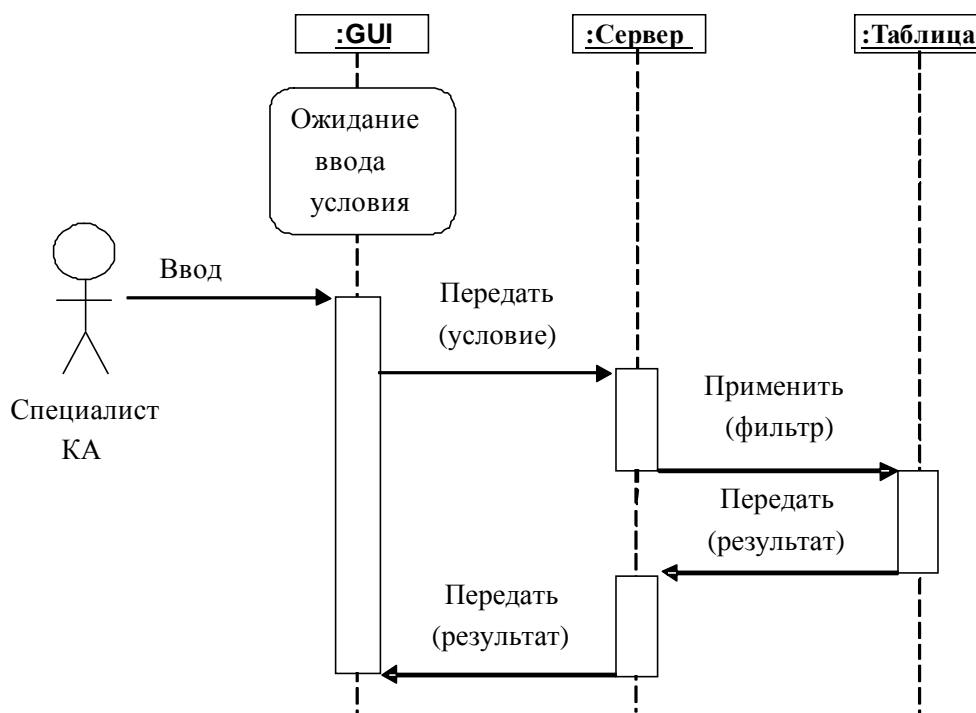 :GUI
:Сервер
:Таблица
Ожидание
ввода
условия
Ввод
Передать
(условие)
Специалист
КА
Применить
(фильтр)
Передать
(результат)
Передать
(результат)